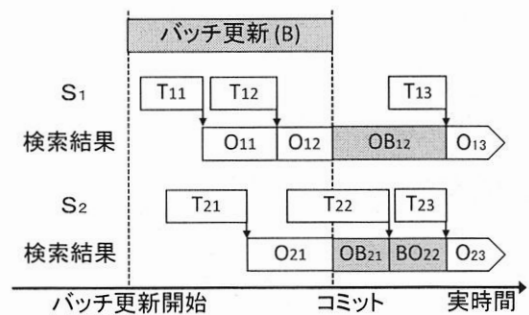 バッチ更新(B)
S1
T11 T12 T13
検索結果
O11 O12 OB12 O13
S2
T21 T22 T23
検索結果
O21 OB21 BO22 O23
バッチ更新開始 コミット 実時間